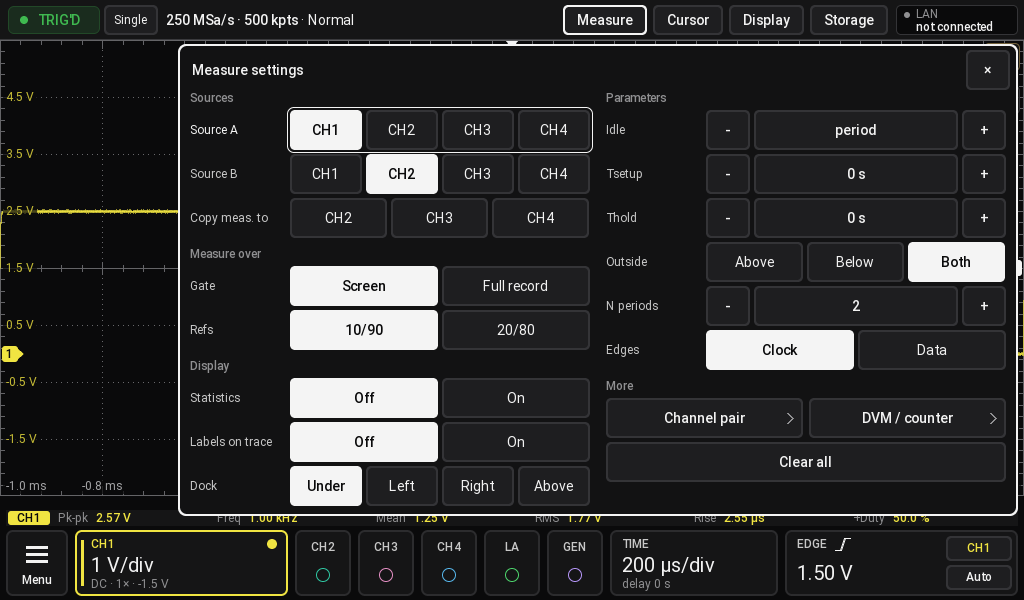 TRIG'D Single 250 MSa/s · 500 kpts · Normal Measure Cursor Display Storage LAN
not connected
Measure settings ×
Sources
Source A CH1 CH2 CH3 CH4
Source B CH1 CH2 CH3 CH4
Copy meas. to CH2 CH3 CH4
Measure over
Gate Screen Full record
Refs 10/90 20/80
Display
Statistics Off On
Labels on trace Off On
Dock Under Left Right Above
Parameters
Idle - period +
Tsetup - 0 s +
Thold - 0 s +
Outside Above Below Both
N periods - 2 +
Edges Clock Data
More
Channel pair DVM / counter
Clear all
4.5 V
3.5 V
2.5 V
1.5 V
0.5 V
1
-0.5 V
-1.5 V
-1.0 ms -0.8 ms
CH1 Pk-pk 2.57 V Freq 1.00 kHz Mean 1.25 V RMS 1.77 V Rise 2.55 µs +Duty 50.0 %
Menu
CH1
1 V/div
DC · 1× · -1.5 V
CH2 CH3 CH4 LA GEN
TIME
200 µs/div
delay 0 s
EDGE CH1
1.50 V Auto